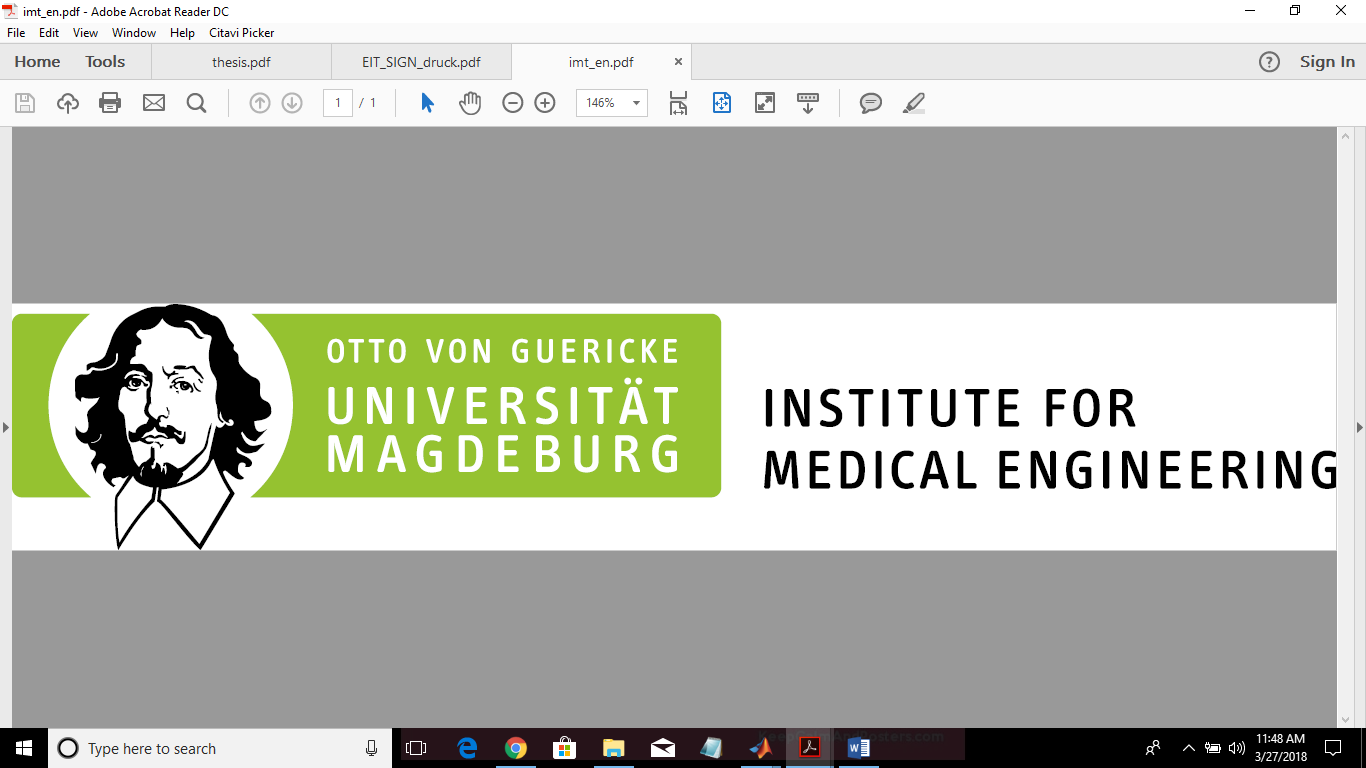 imt_en.pdf - Adobe Acrobat Reader DC
File Edit View Window Help Citavi Picker
Home Tools thesis.pdf EIT_SIGN_druck.pdf imt_en.pdf × ? Sign In
1 / 1 146%
OTTO VON GUERICKE
UNIVERSITÄT
MAGDEBURG
INSTITUTE FOR
MEDICAL ENGINEERING
Type here to search
11:48 AM
3/27/2018